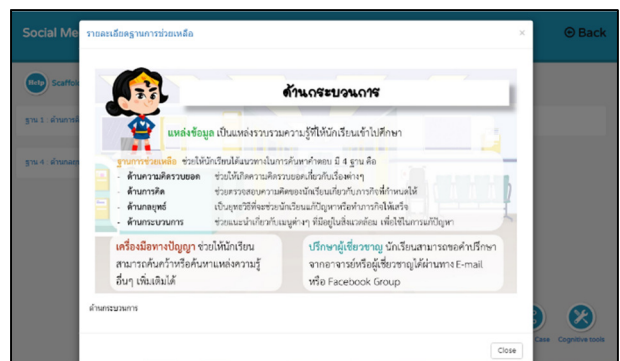 Social Me
รายละเอียดฐานการช่วยเหลือ
×
Back
Help
Scaffold
ฐาน 1 : ด้านการคิ
ฐาน 4 : ด้านกลยุ
ด้านกระบวนการ
แหล่งข้อมูล เป็นแหล่งรวบรวมความรู้ที่ให้นักเรียนเข้าไปศึกษา
ฐานการช่วยเหลือ ช่วยให้นักเรียนได้แนวทางในการค้นหาคำตอบ มี 4 ฐาน คือ
- ด้านความคิดรวบยอด ช่วยให้เกิดความคิดรวบยอดเกี่ยวกับเรื่องต่างๆ
- ด้านการคิด ช่วยตรวจสอบความคิดของนักเรียนเกี่ยวกับภารกิจที่กำหนดให้
- ด้านกลยุทธ์ เป็นยุทธวิธีที่จะช่วยนักเรียนแก้ปัญหาหรือทำภารกิจให้เสร็จ
- ด้านกระบวนการ ช่วยแนะนำเกี่ยวกับเมนูต่างๆ ที่มีอยู่ในสิ่งแวดล้อม เพื่อใช้ในการแก้ปัญหา
เครื่องมือทางปัญญา ช่วยให้นักเรียน
สามารถค้นคว้าหรือค้นหาแหล่งความรู้
อื่นๆ เพิ่มเติมได้
ปรึกษาผู้เชี่ยวชาญ นักเรียนสามารถขอคำปรึกษา
จากอาจารย์หรือผู้เชี่ยวชาญได้ผ่านทาง E-mail
หรือ Facebook Group
ด้านกระบวนการ
Case
Cognitive tools
Close